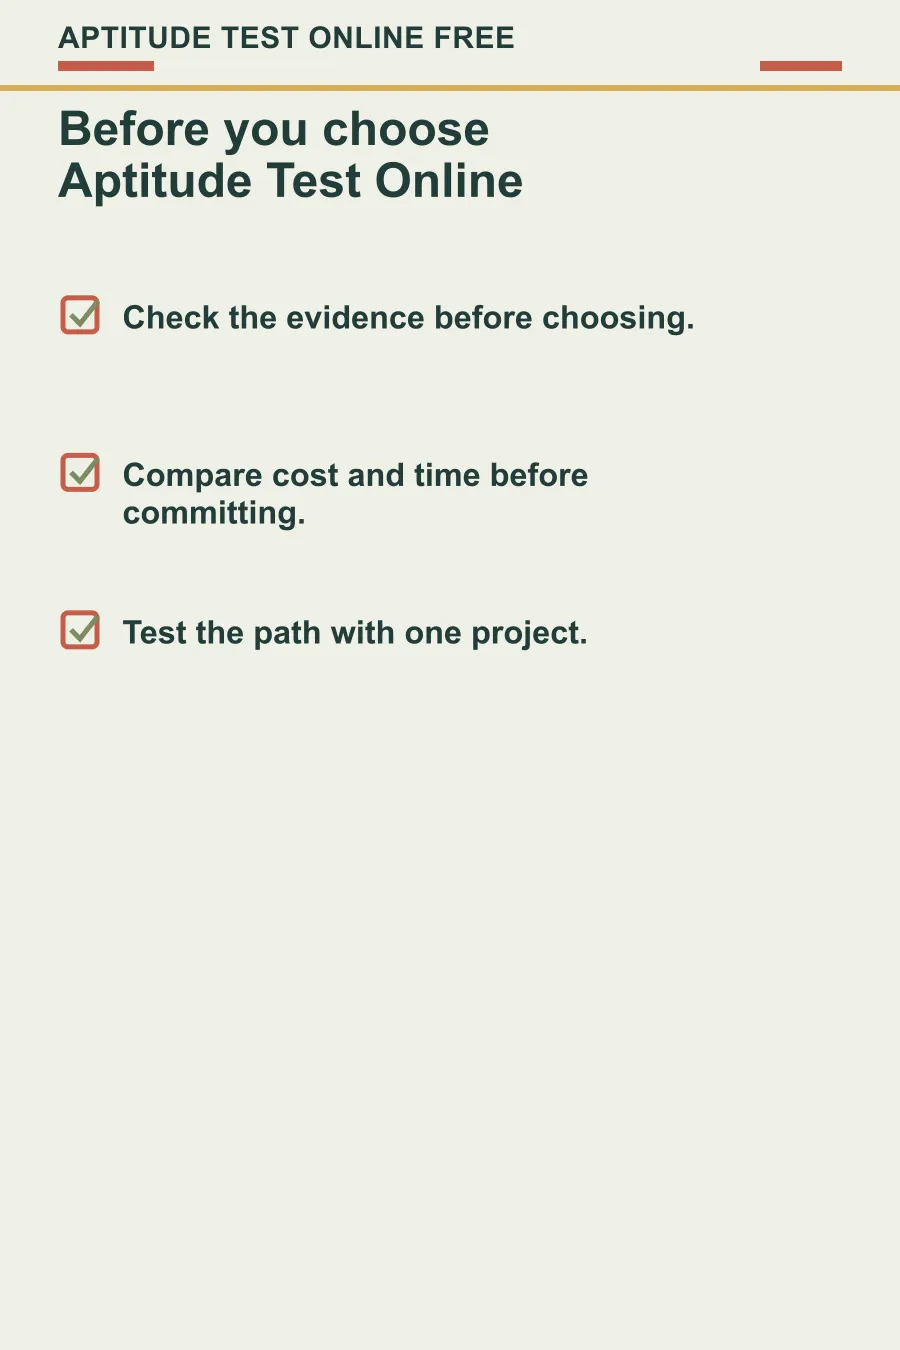 APTITUDE TEST ONLINE FREE
Before you choose
Aptitude Test Online
Check the evidence before choosing.
Compare cost and time before
committing.
Test the path with one project.